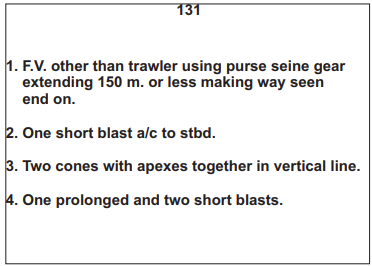 131
1. F.V. other than trawler using purse seine gear
extending 150 m. or less making way seen
end on.
2. One short blast a/c to stbd.
3. Two cones with apexes together in vertical line.
4. One prolonged and two short blasts.